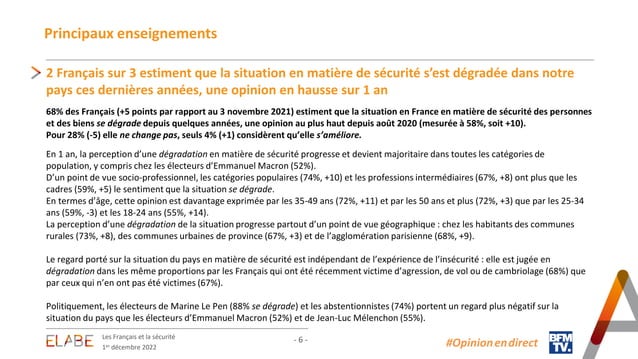 Principaux enseignements
2 Français sur 3 estiment que la situation en matière de sécurité s’est dégradée dans notre
pays ces dernières années, une opinion en hausse sur 1 an
68% des Français (+5 points par rapport au 3 novembre 2021) estiment que la situation en France en matière de sécurité des personnes
et des biens se dégrade depuis quelques années, une opinion au plus haut depuis août 2020 (mesurée à 58%, soit +10).
Pour 28% (-5) elle ne change pas, seuls 4% (+1) considèrent qu’elle s’améliore.
En 1 an, la perception d’une dégradation en matière de sécurité progresse et devient majoritaire dans toutes les catégories de
population, y compris chez les électeurs d’Emmanuel Macron (52%).
D’un point de vue socio-professionnel, les catégories populaires (74%, +10) et les professions intermédiaires (67%, +8) ont plus que les
cadres (59%, +5) le sentiment que la situation se dégrade.
En termes d’âge, cette opinion est davantage exprimée par les 35-49 ans (72%, +11) et par les 50 ans et plus (72%, +3) que par les 25-34
ans (59%, -3) et les 18-24 ans (55%, +14).
La perception d’une dégradation de la situation progresse partout d’un point de vue géographique : chez les habitants des communes
rurales (73%, +8), des communes urbaines de province (67%, +3) et de l’agglomération parisienne (68%, +9).
Le regard porté sur la situation du pays en matière de sécurité est indépendant de l’expérience de l’insécurité : elle est jugée en
dégradation dans les même proportions par les Français qui ont été récemment victime d’agression, de vol ou de cambriolage (68%) que
par ceux qui n’en ont pas été victimes (67%).
Politiquement, les électeurs de Marine Le Pen (88% se dégrade) et les abstentionnistes (74%) portent un regard plus négatif sur la
situation du pays que les électeurs d’Emmanuel Macron (52%) et de Jean-Luc Mélenchon (55%).
ELABE
Les Français et la sécurité
1er décembre 2022
- 6 -
#Opinion en direct
BFM
TV.